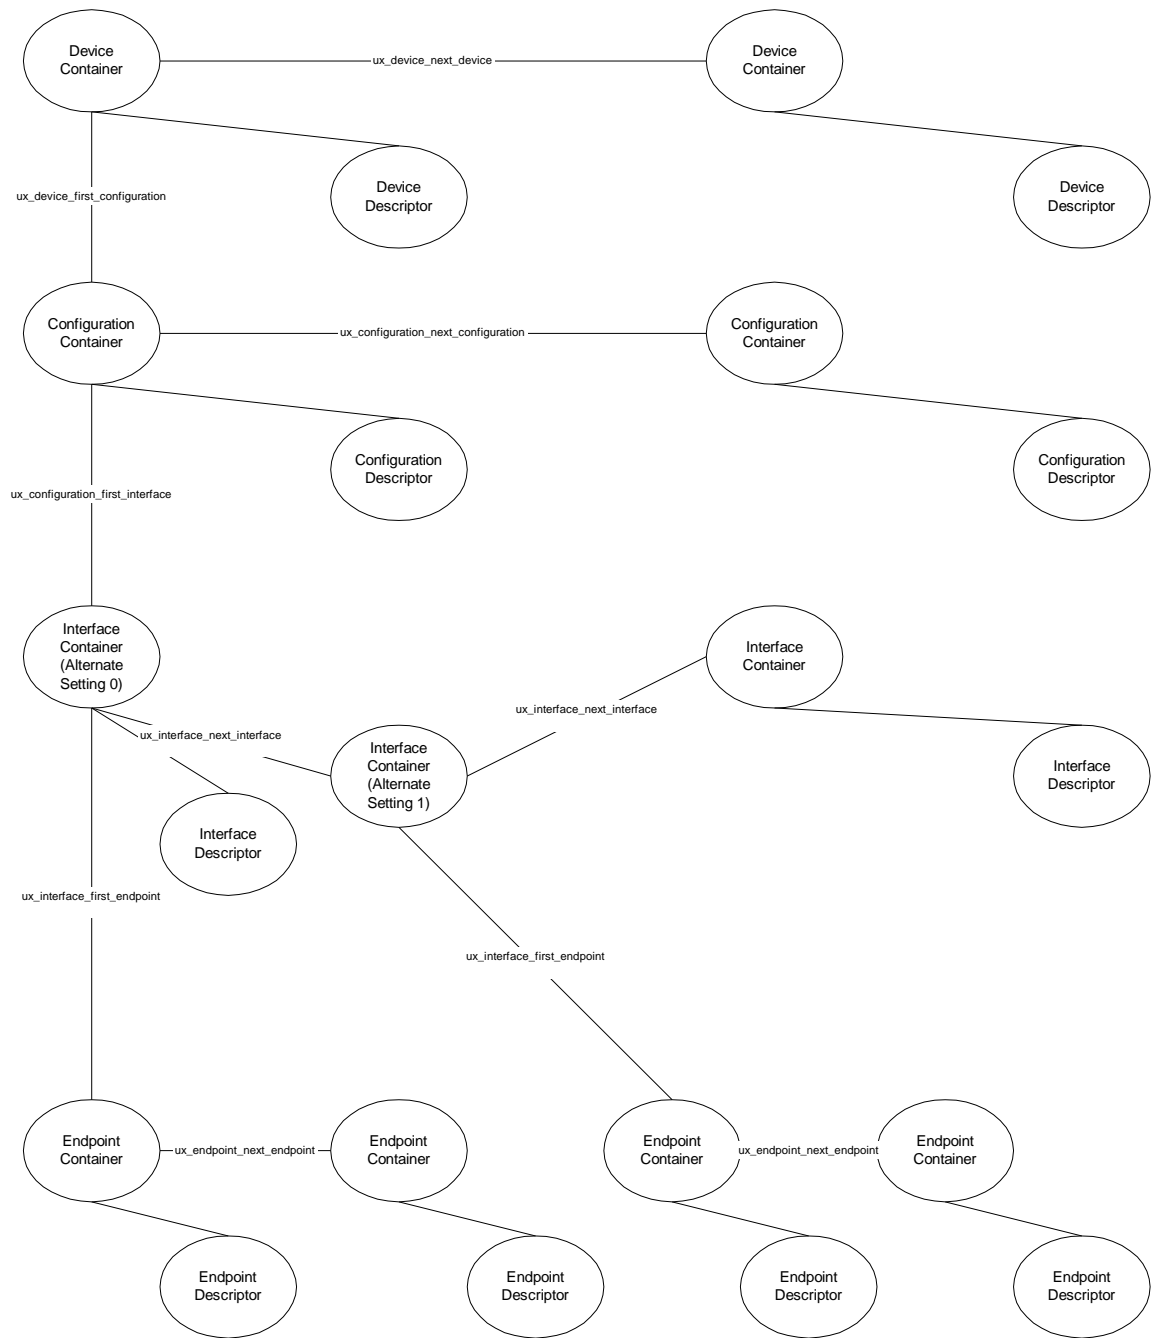 Device
Container
ux_device_next_device
Device
Container
ux_device_first_configuration
Device
Descriptor
Device
Descriptor
Configuration
Container
ux_configuration_next_configuration
Configuration
Container
Configuration
Descriptor
Configuration
Descriptor
ux_configuration_first_interface
Interface
Container
(Alternate
Setting 0)
Interface
Container
ux_interface_next_interface
ux_interface_next_interface
Interface
Container
(Alternate
Setting 1)
Interface
Descriptor
Interface
Descriptor
ux_interface_first_endpoint
ux_interface_first_endpoint
Endpoint
Container
ux_endpoint_next_endpoint
Endpoint
Container
Endpoint
Container
ux_endpoint_next_endpoint
Endpoint
Container
Endpoint
Descriptor
Endpoint
Descriptor
Endpoint
Descriptor
Endpoint
Descriptor